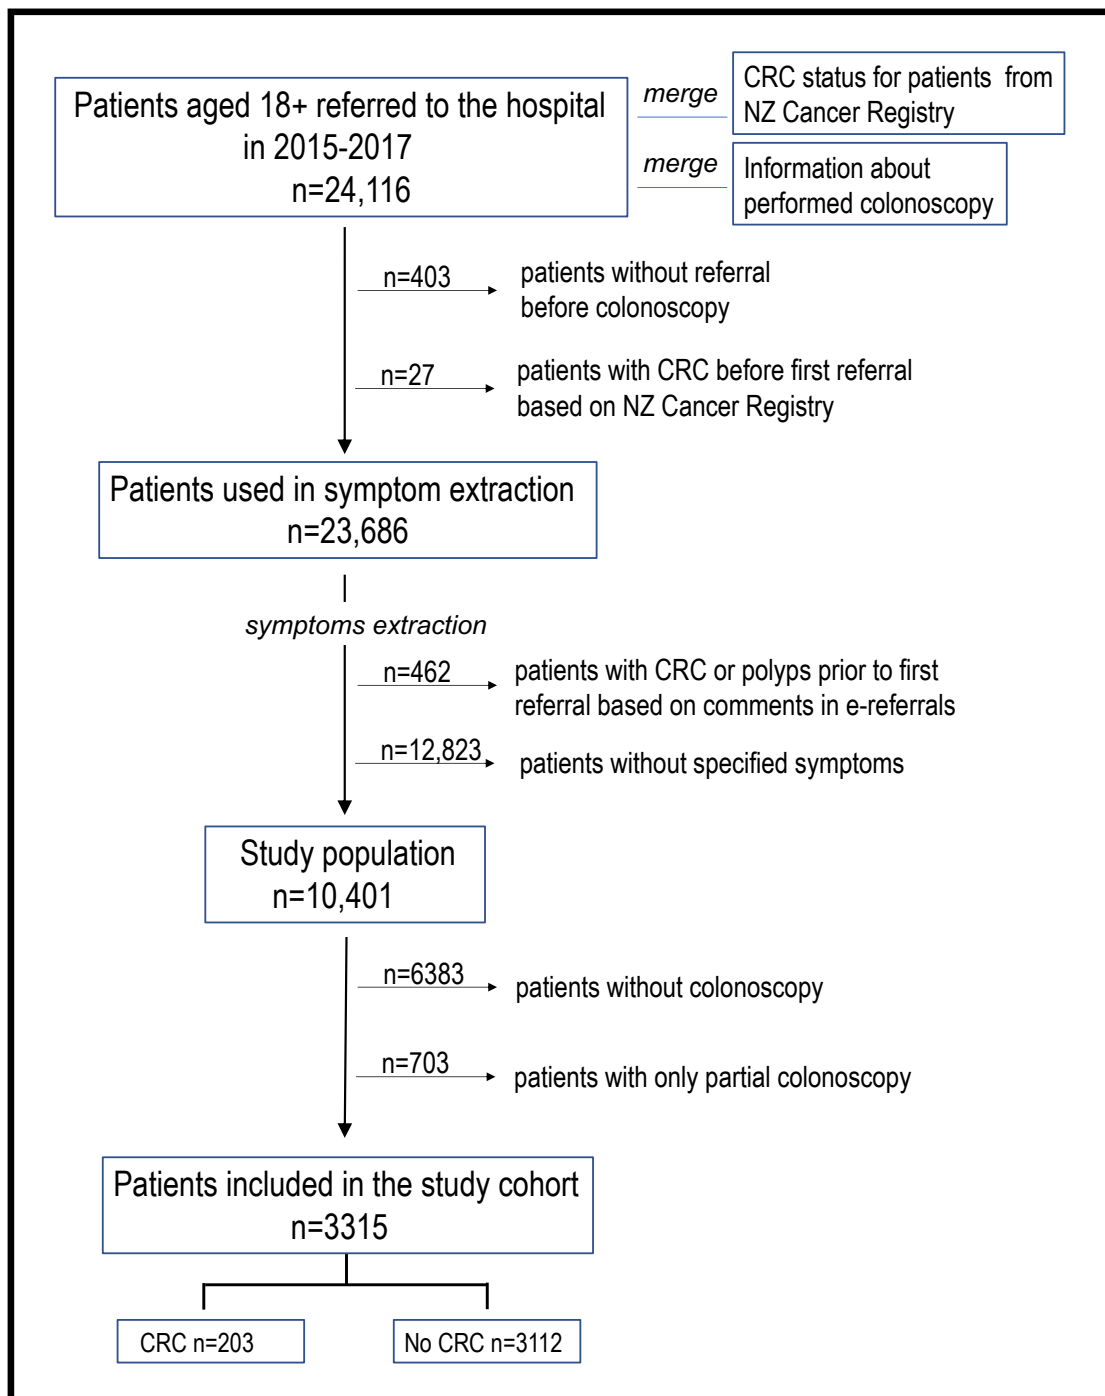 Patients aged 18+ referred to the hospital
in 2015-2017
n=24,116
merge
CRC status for patients from
NZ Cancer Registry
merge
Information about
performed colonoscopy
n=403
patients without referral
before colonoscopy
n=27
patients with CRC before first referral
based on NZ Cancer Registry
Patients used in symptom extraction
n=23,686
symptoms extraction
n=462
patients with CRC or polyps prior to first
referral based on comments in e-referrals
n=12,823
patients without specified symptoms
Study population
n=10,401
n=6383
patients without colonoscopy
n=703
patients with only partial colonoscopy
Patients included in the study cohort
n=3315
CRC n=203
No CRC n=3112